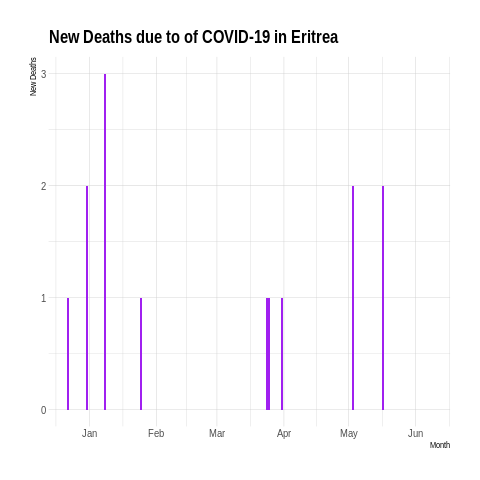 New Deaths due to of COVID-19 in Eritrea
New Deaths
3
2
1
0
Jan Feb Mar Apr May Jun
Month